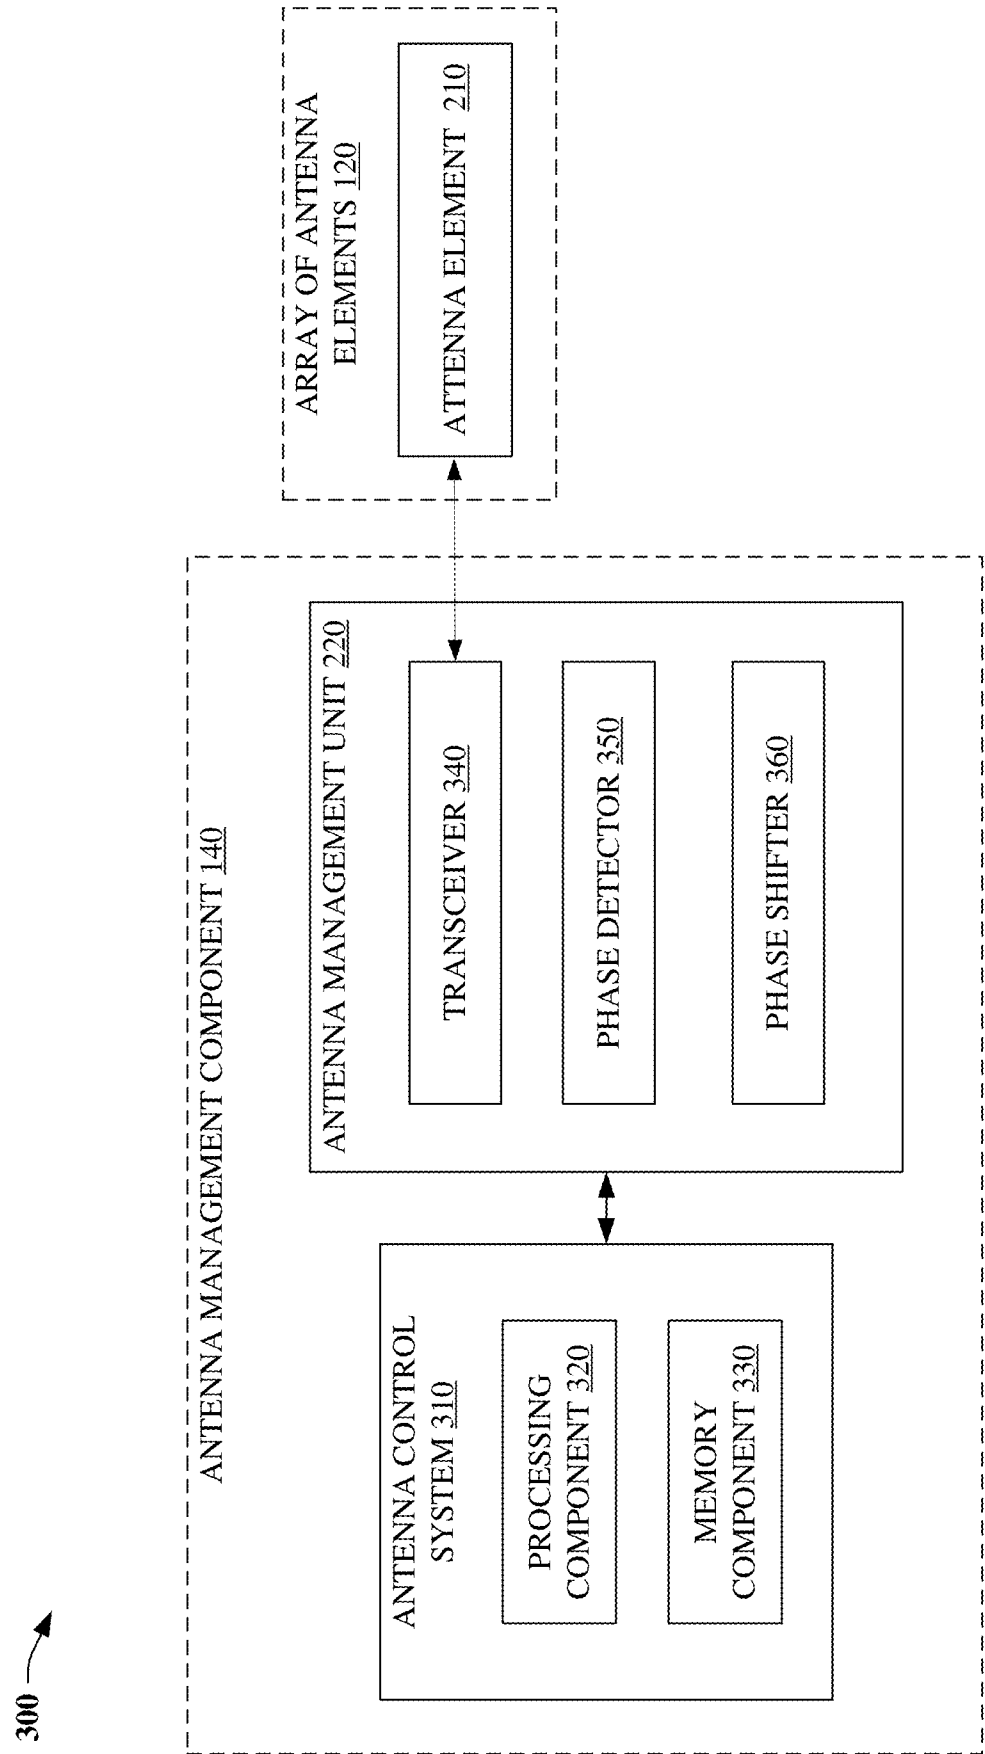 300
ANTENNA MANAGEMENT COMPONENT 140
ANTENNA CONTROL
SYSTEM 310
PROCESSING
COMPONENT 320
MEMORY
COMPONENT 330
ANTENNA MANAGEMENT UNIT 220
TRANSCEIVER 340
PHASE DETECTOR 350
PHASE SHIFTER 360
ARRAY OF ANTENNA
ELEMENTS 120
ATTENNA ELEMENT 210